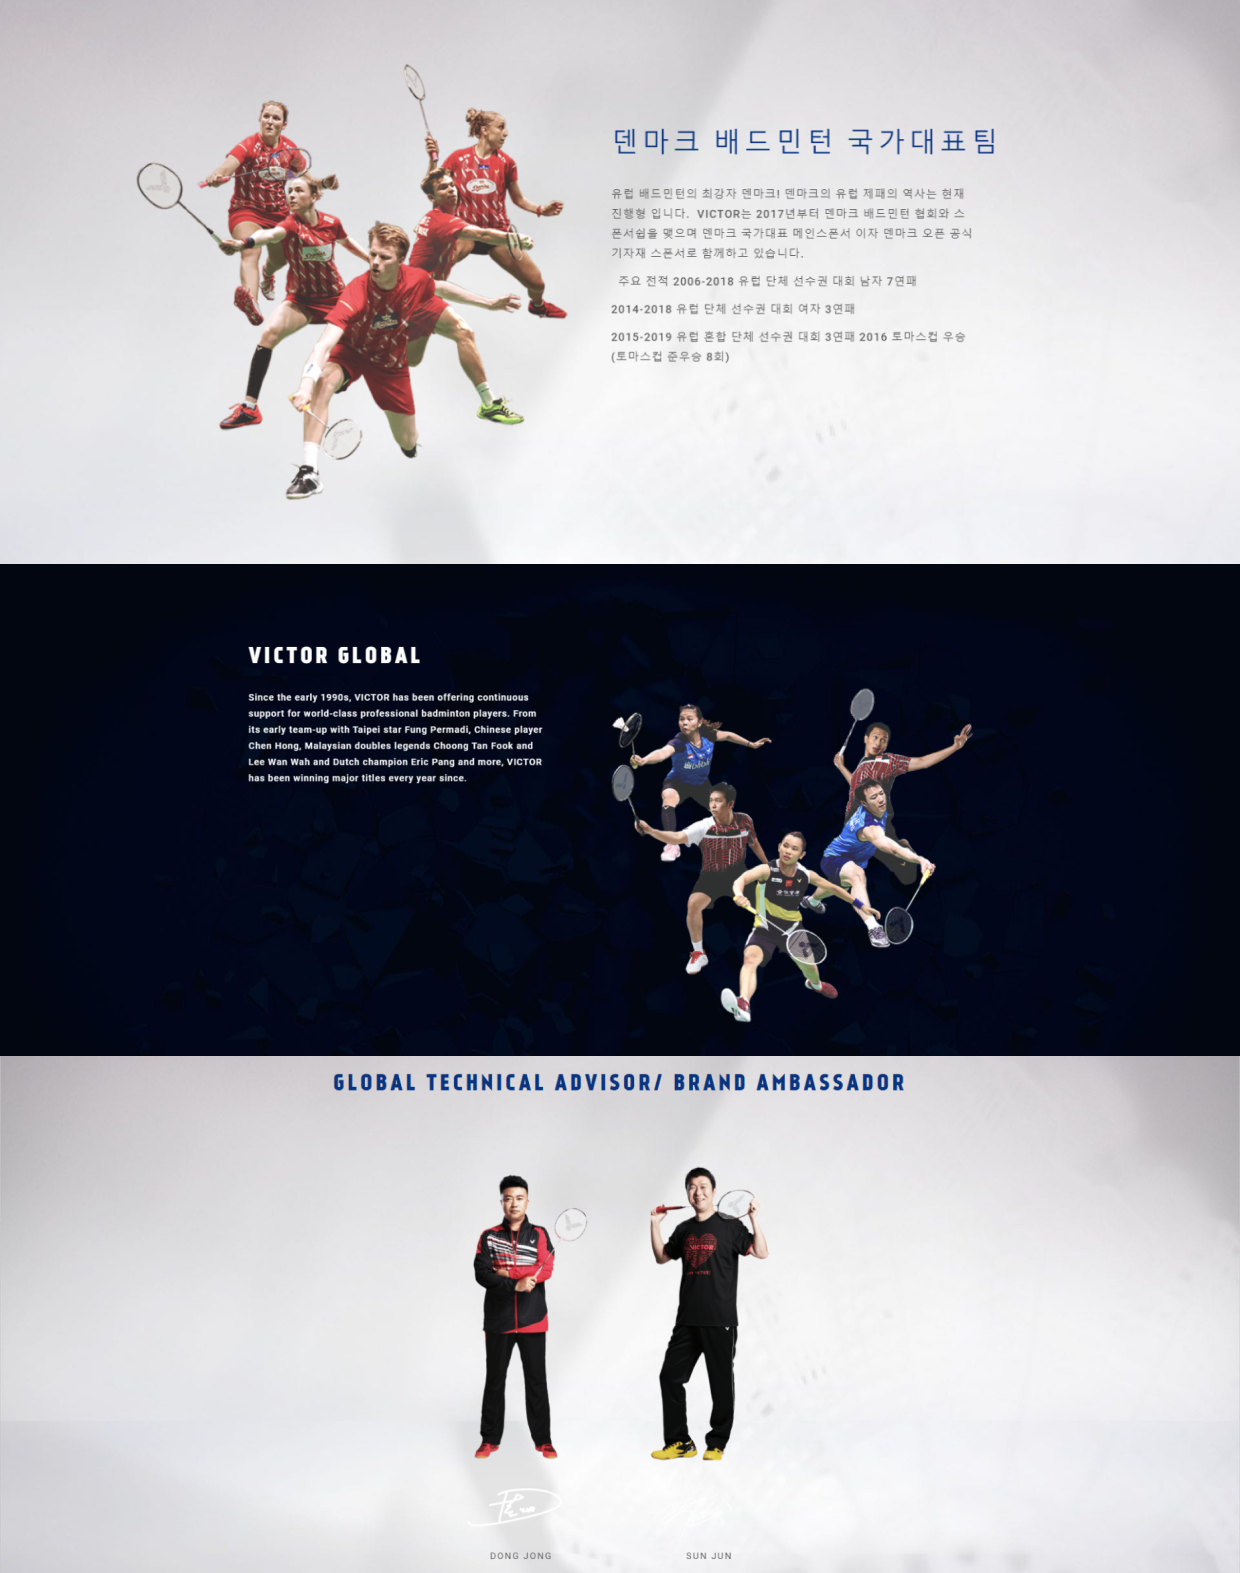 덴마크 배드민턴 국가대표팀
유럽 배드민턴의 최강자 덴마크! 덴마크의 유럽 제패의 역사는 현재
진행형 입니다. VICTOR는 2017년부터 덴마크 배드민턴 협회와 스
폰서쉽을 맺으며 덴마크 국가대표 메인스폰서 이자 덴마크 오픈 공식
기자재 스폰서로 함께하고 있습니다.
주요 전적 2006-2018 유럽 단체 선수권 대회 남자 7연패
2014-2018 유럽 단체 선수권 대회 여자 3연패
2015-2019 유럽 혼합 단체 선수권 대회 3연패 2016 토마스컵 우승
(토마스컵 준우승 8회)
VICTOR GLOBAL
Since the early 1990s, VICTOR has been offering continuous
support for world-class professional badminton players. From
its early team-up with Taipei star Fung Permadi, Chinese player
Chen Hong, Malaysian doubles legends Choong Tan Fook and
Lee Wan Wah and Dutch champion Eric Pang and more, VICTOR
has been winning major titles every year since.
GLOBAL TECHNICAL ADVISOR/ BRAND AMBASSADOR
VICTOR
DONG JONG
SUN JUN